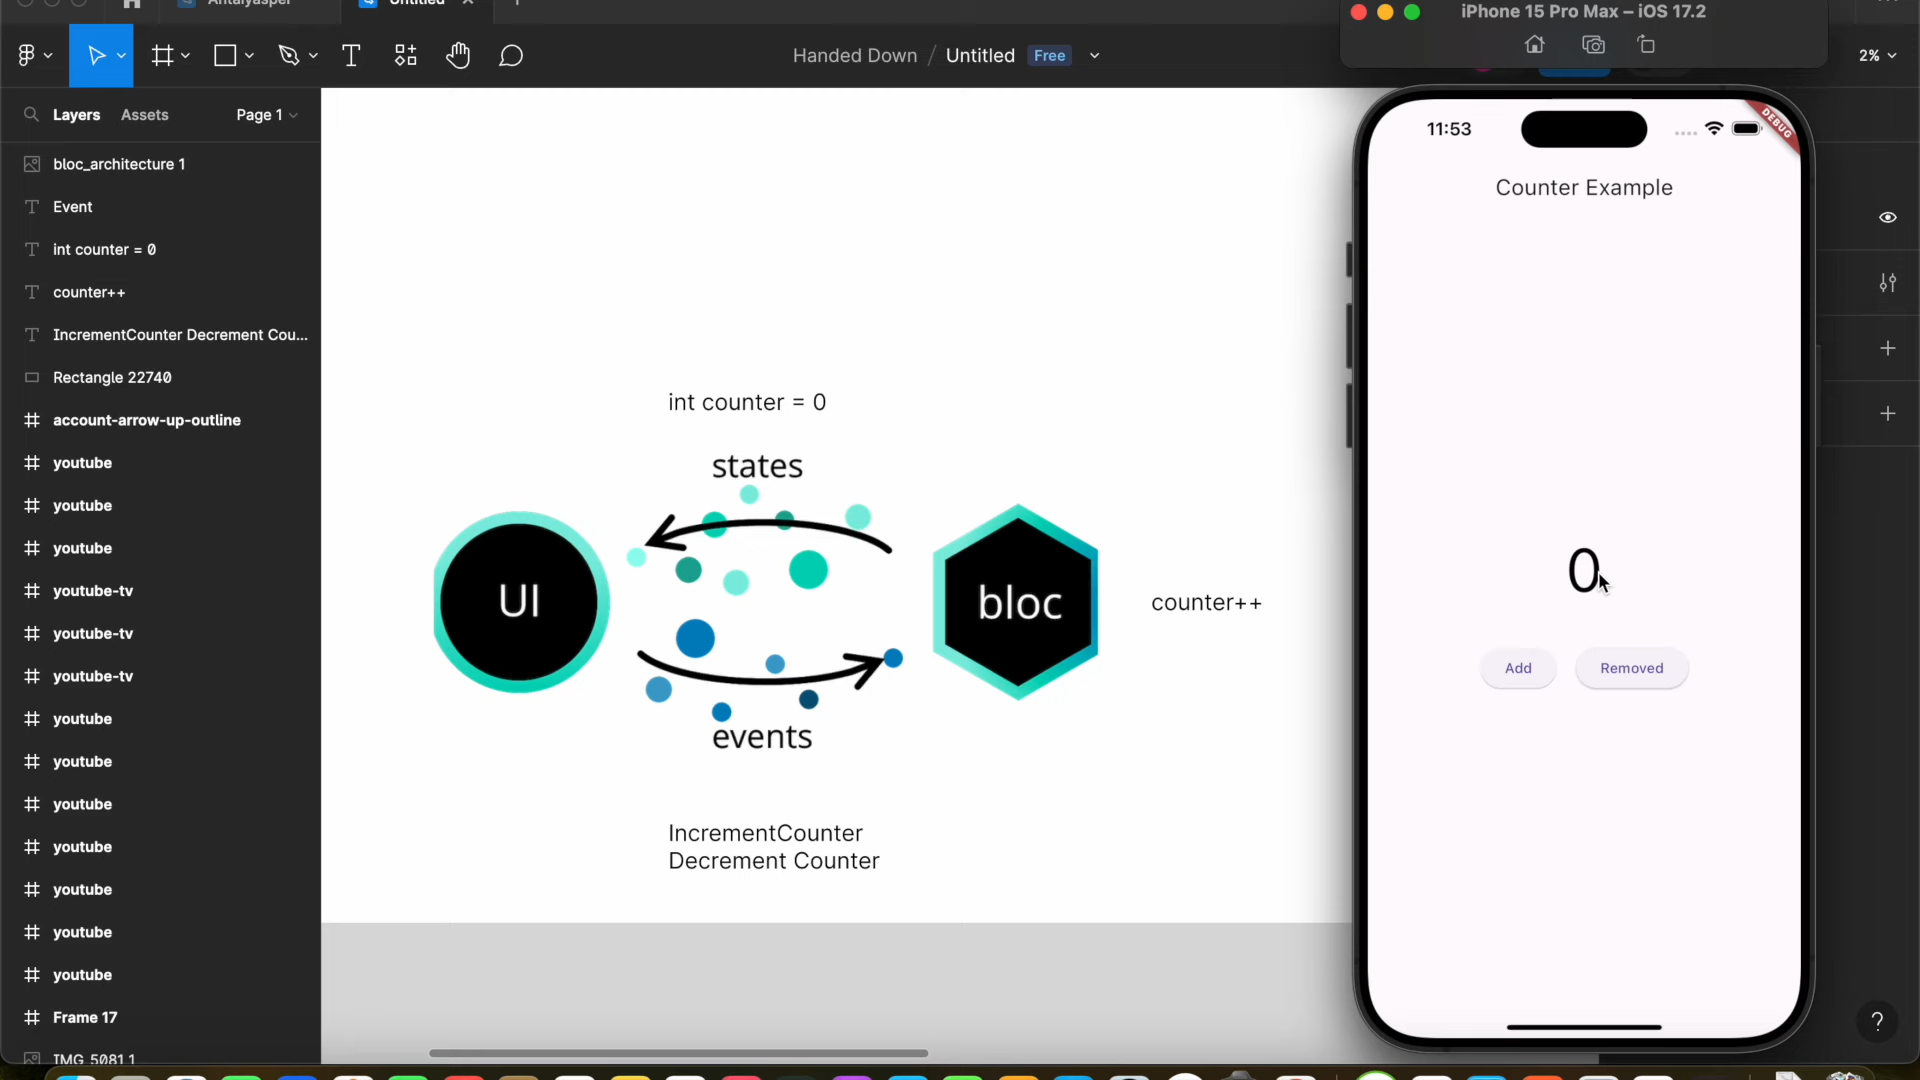 Antalyasper
Untitled
iPhone 15 Pro Max – iOS 17.2
Handed Down / Untitled Free
2%
Layers
Assets
Page 1
bloc_architecture 1
Event
int counter = 0
counter++
IncrementCounter Decrement Cou...
Rectangle 22740
account-arrow-up-outline
youtube
youtube
youtube
youtube-tv
youtube-tv
youtube-tv
youtube
youtube
youtube
youtube
youtube
youtube
youtube
Frame 17
IMG_5081 1
int counter = 0
states
UI
bloc
counter++
events
IncrementCounter
Decrement Counter
11:53
DEBUG
Counter Example
0
Add
Removed
?